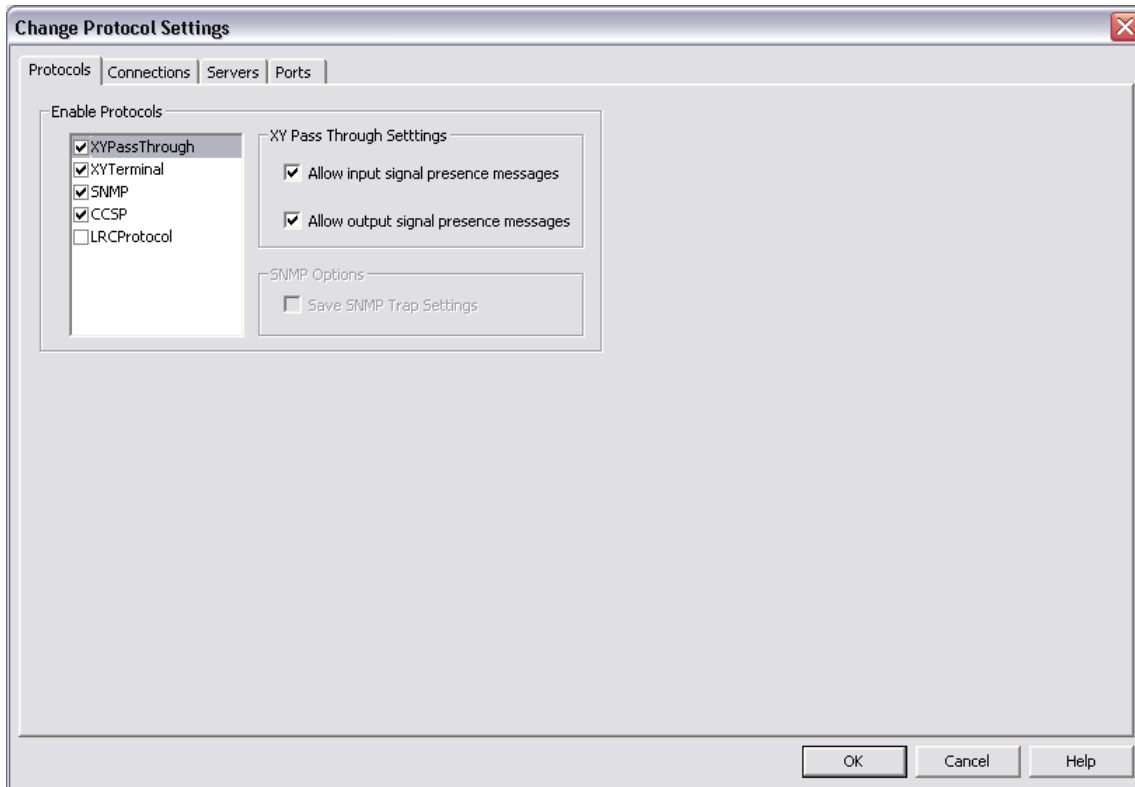 Change Protocol Settings
Protocols
Connections
Servers
Ports
Enable Protocols
XYPassThrough
XYTerminal
SNMP
CCSP
LRCProtocol
XY Pass Through Setttings
Allow input signal presence messages
Allow output signal presence messages
SNMP Options
Save SNMP Trap Settings
OK
Cancel
Help